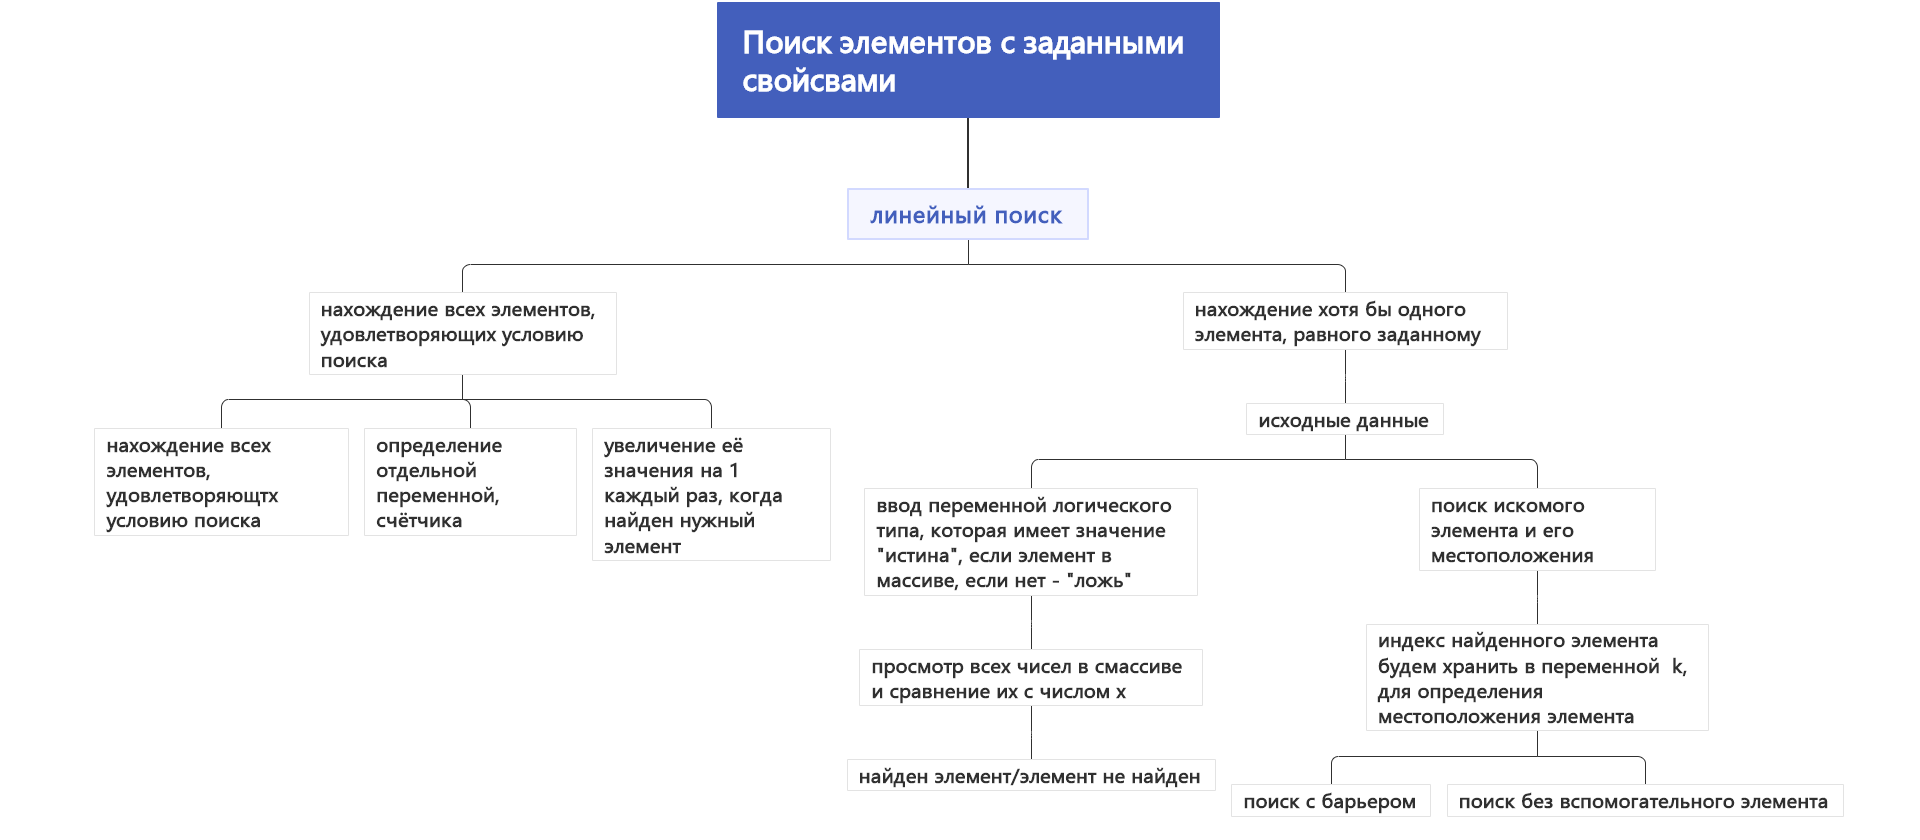 Поиск элементов с заданными
свойсвами
линейный поиск
нахождение всех элементов,
удовлетворяющих условию
поиска
нахождение хотя бы одного
элемента, равного заданному
нахождение всех
элементов,
удовлетворяющтх
условию поиска
определение
отдельной
переменной,
счётчика
увеличение её
значения на 1
каждый раз, когда
найден нужный
элемент
исходные данные
ввод переменной логического
типа, которая имеет значение
"истина", если элемент в
массиве, если нет - "ложь"
просмотр всех чисел в смассиве
и сравнение их с числом x
найден элемент/элемент не найден
поиск искомого
элемента и его
местоположения
индекс найденного элемента
будем хранить в переменной  k,
для определения
местоположения элемента
поиск с барьером
поиск без вспомогательного элемента